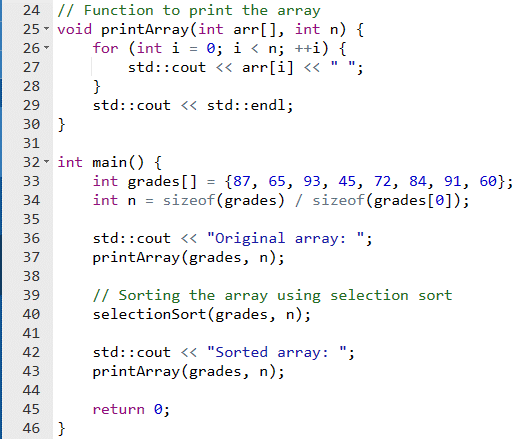 24 // Function to print the array
25 void printArray(int arr[], int n) {
26     for (int i = 0; i < n; ++i) {
27         std::cout << arr[i] << " ";
28     }
29     std::cout << std::endl;
30 }
31
32 int main() {
33     int grades[] = {87, 65, 93, 45, 72, 84, 91, 60};
34     int n = sizeof(grades) / sizeof(grades[0]);
35
36     std::cout << "Original array: ";
37     printArray(grades, n);
38
39     // Sorting the array using selection sort
40     selectionSort(grades, n);
41
42     std::cout << "Sorted array: ";
43     printArray(grades, n);
44
45     return 0;
46 }